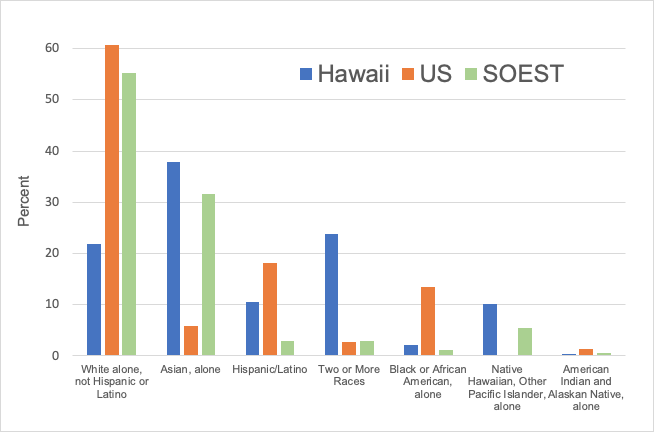 60
50
40
30
20
10
0
Percent
Hawaii US SOEST
White alone,
not Hispanic or
Latino
Asian, alone
Hispanic/Latino
Two or More
Races
Black or African
American,
alone
Native
Hawaiian, Other
Pacific Islander,
alone
American
Indian and
Alaskan Native,
alone